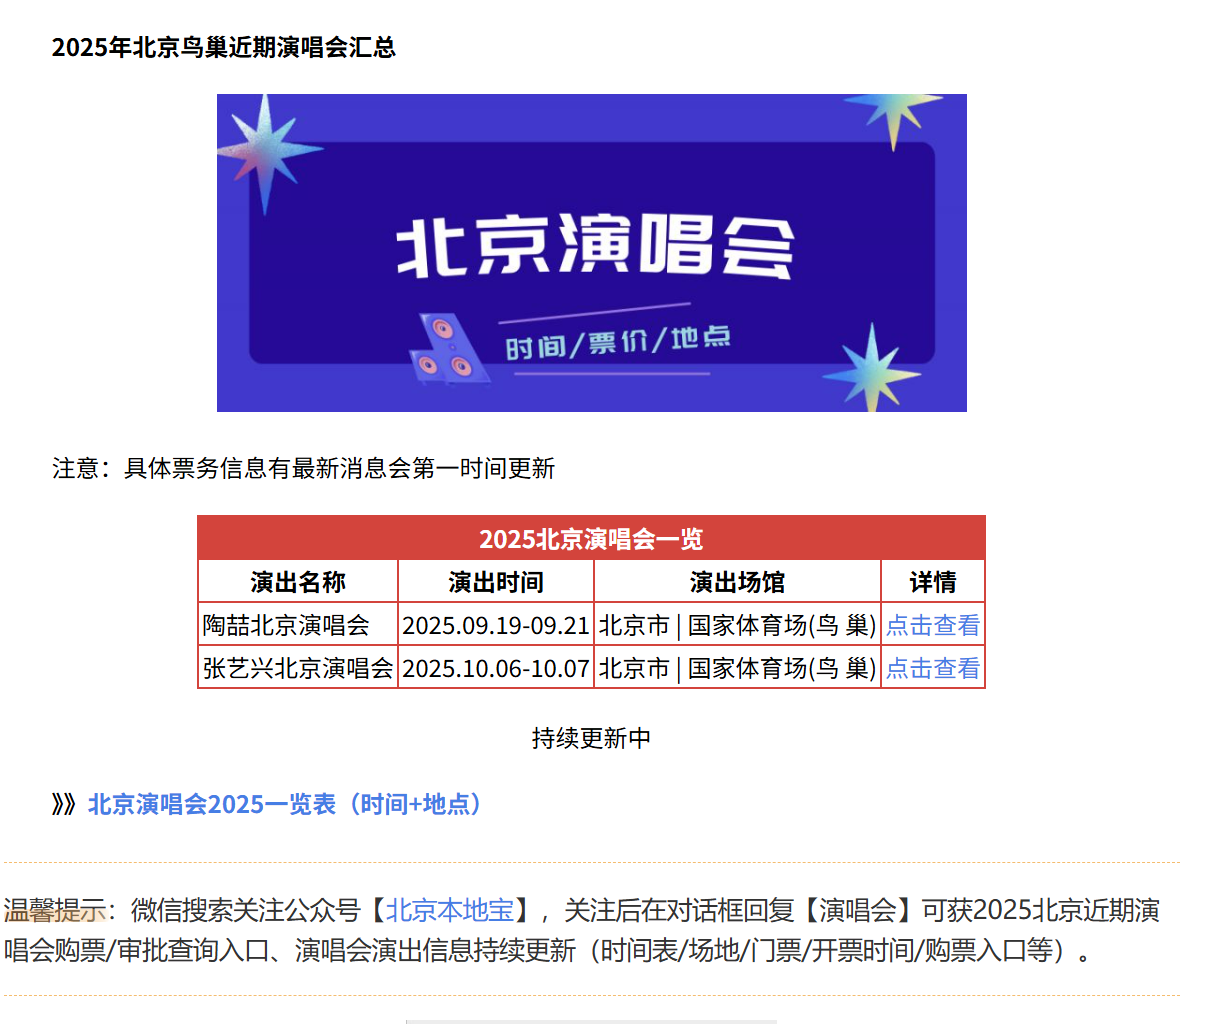 2025年北京鸟巢近期演唱会汇总
北京演唱会
时间/票价/地点
注意：具体票务信息有最新消息会第一时间更新
2025北京演唱会一览
演出名称 演出时间 演出场馆 详情
陶喆北京演唱会 2025.09.19-09.21 北京市 | 国家体育场(鸟 巢) 点击查看
张艺兴北京演唱会 2025.10.06-10.07 北京市 | 国家体育场(鸟 巢) 点击查看
持续更新中
》》 北京演唱会2025一览表（时间+地点）
温馨提示：微信搜索关注公众号【北京本地宝】，关注后在对话框回复【演唱会】可获2025北京近期演
唱会购票/审批查询入口、演唱会演出信息持续更新（时间表/场地/门票/开票时间/购票入口等）。